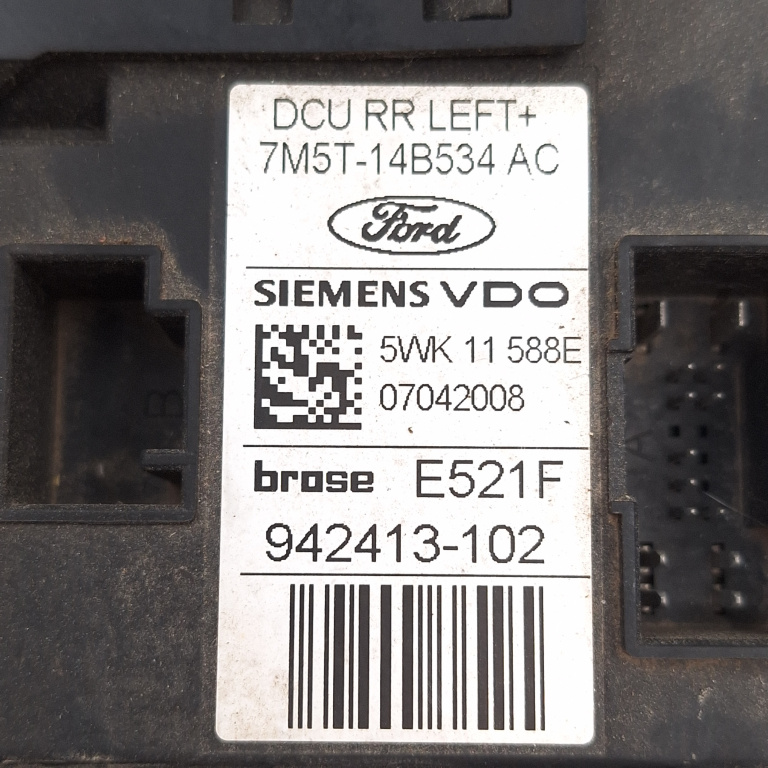 DCU RR LEFT+
7M5T-14B534 AC
Ford
SIEMENS VDO
5WK 11 588E
07042008
brose E521F
942413-102
B
A